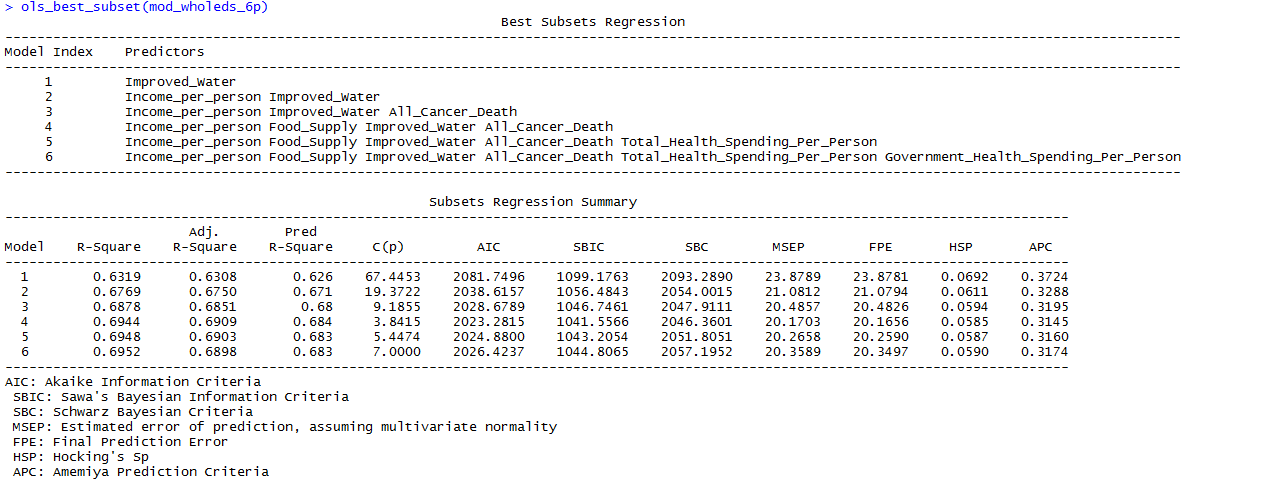 > ols_best_subset(mod_wholeds_6p)
Best Subsets Regression
Model Index Predictors
1 Improved_Water
2 Income_per_person Improved_Water
3 Income_per_person Improved_Water All_Cancer_Death
4 Income_per_person Food_Supply Improved_Water All_Cancer_Death
5 Income_per_person Food_Supply Improved_Water All_Cancer_Death Total_Health_Spending_Per_Person
6 Income_per_person Food_Supply Improved_Water All_Cancer_Death Total_Health_Spending_Per_Person Government_Health_Spending_Per_Person
Subsets Regression Summary
Adj. Pred
Model R-Square R-Square R-Square C(p) AIC SBIC SBC MSEP FPE HSP APC
1 0.6319 0.6308 0.626 67.4453 2081.7496 1099.1763 2093.2890 23.8789 23.8781 0.0692 0.3724
2 0.6769 0.6750 0.671 19.3722 2038.6157 1056.4843 2054.0015 21.0812 21.0794 0.0611 0.3288
3 0.6878 0.6851 0.68 9.1855 2028.6789 1046.7461 2047.9111 20.4857 20.4826 0.0594 0.3195
4 0.6944 0.6909 0.684 3.8415 2023.2815 1041.5566 2046.3601 20.1703 20.1656 0.0585 0.3145
5 0.6948 0.6903 0.683 5.4474 2024.8800 1043.2054 2051.8051 20.2658 20.2590 0.0587 0.3160
6 0.6952 0.6898 0.683 7.0000 2026.4237 1044.8065 2057.1952 20.3589 20.3497 0.0590 0.3174
AIC: Akaike Information Criteria
SBIC: Sawa's Bayesian Information Criteria
SBC: Schwarz Bayesian Criteria
MSEP: Estimated error of prediction, assuming multivariate normality
FPE: Final Prediction Error
HSP: Hocking's Sp
APC: Amemiya Prediction Criteria